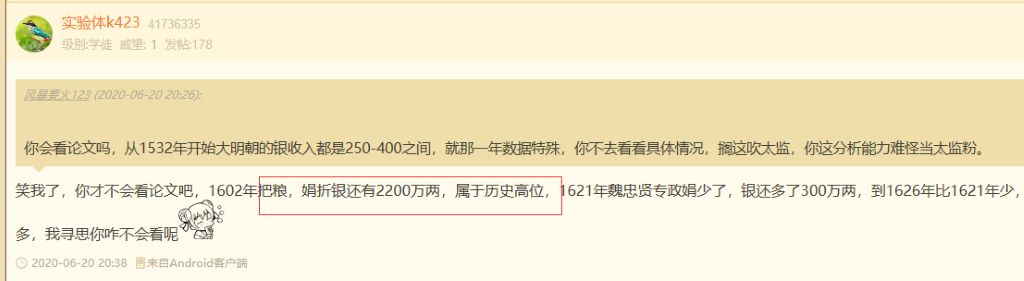 实验体k423 41736335
级别:学徒 威望: 1 发帖:178
风暴要火123 (2020-06-20 20:26):
你会看论文吗，从1532年开始大明朝的银收入都是250-400之间，就那一年数据特殊，你不去看看具体情况，搁这吹太监，你这分析能力难怪当太监粉。
笑我了，你才不会看论文吧，1602年把粮，娟折银还有2200万两，属于历史高位，1621年魏忠贤专政娟少了，银还多了300万两，到1626年比1621年少，
多，我寻思你咋不会看呢
2020-06-20 20:38 来自Android客户端